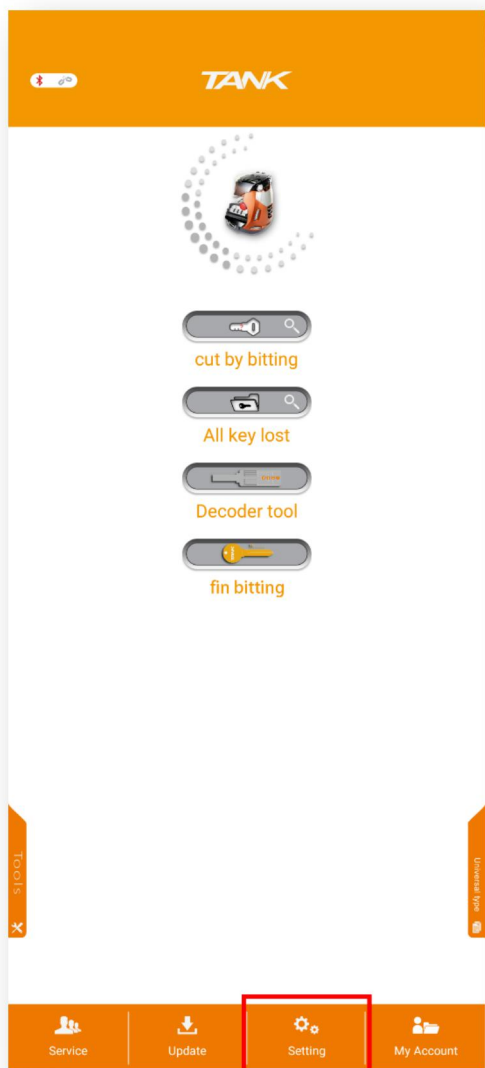 TANK
cut by bitting
All key lost
Decoder tool
fin bitting
Tools
Universal type
Service
Update
Setting
My Account